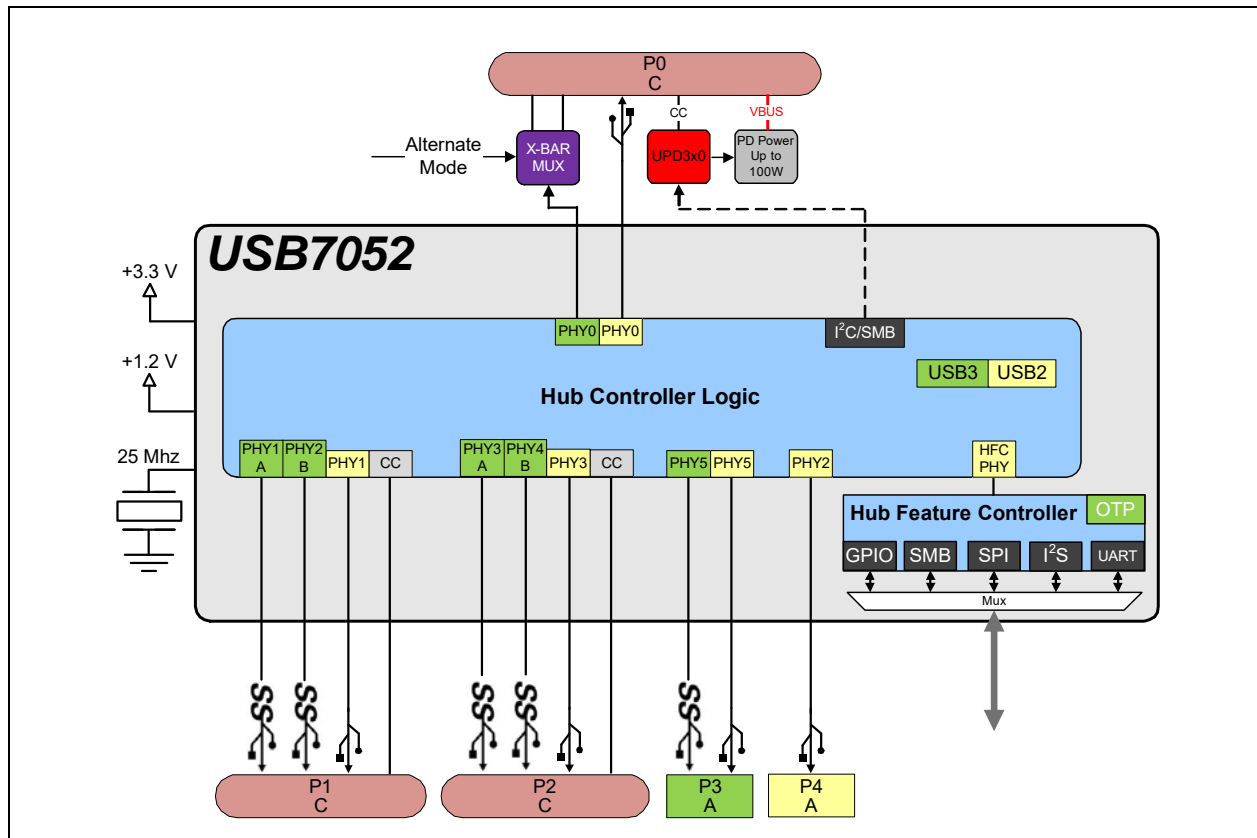 P0
C
CC
VBUS
Alternate
Mode
X-BAR
MUX
UPD3x0
PD Power
Up to
100W
USB7052
+3.3 V
+1.2 V
25 Mhz
PHY0
PHY0
I²C/SMB
USB3
USB2
Hub Controller Logic
PHY1
A
PHY2
B
PHY1
CC
PHY3
A
PHY4
B
PHY3
CC
PHY5
PHY5
PHY2
HFC
PHY
Hub Feature Controller
OTP
GPIO
SMB
SPI
I²S
UART
Mux
SS
SS
SS
SS
SS
P1
C
P2
C
P3
A
P4
A